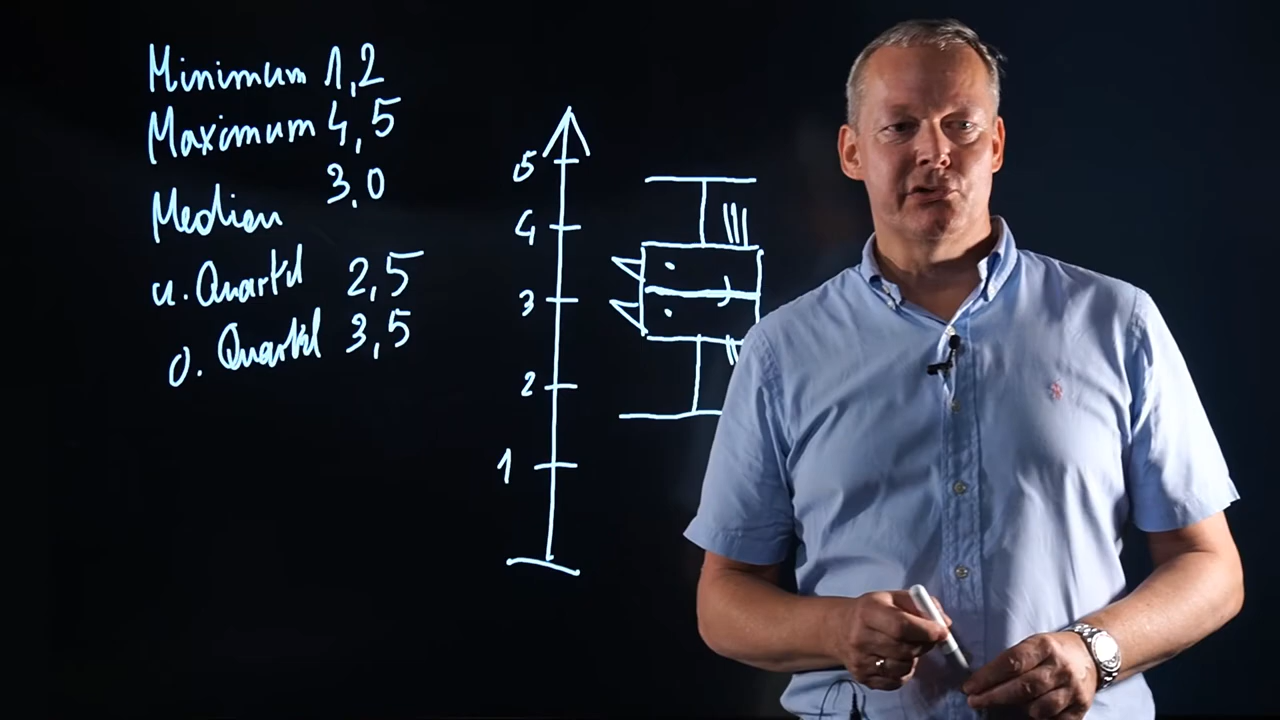 Minimum 1,2
Maximum 4,5
Median 3,0
u. Quartil 2,5
o. Quartil 3,5
5
4
3
2
1